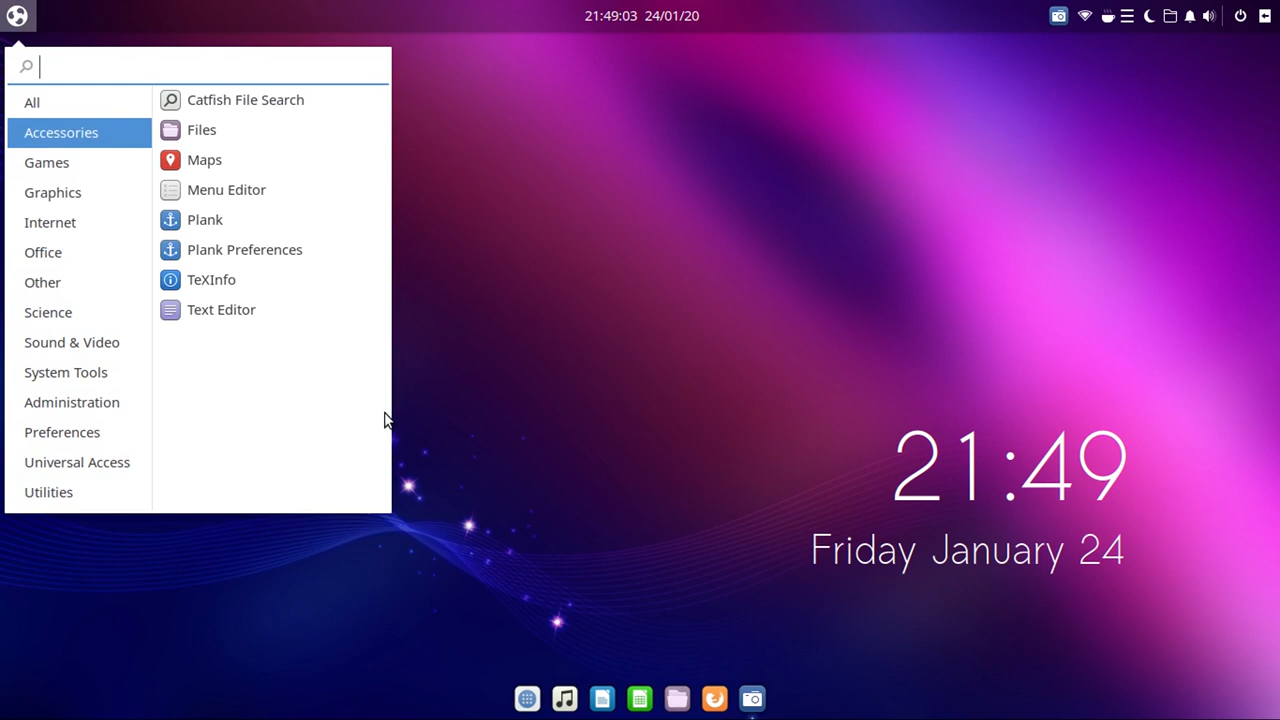 21:49:03 24/01/20
All
Accessories
Games
Graphics
Internet
Office
Other
Science
Sound & Video
System Tools
Administration
Preferences
Universal Access
Utilities
Catfish File Search
Files
Maps
Menu Editor
Plank
Plank Preferences
TeXInfo
Text Editor
21:49
Friday January 24